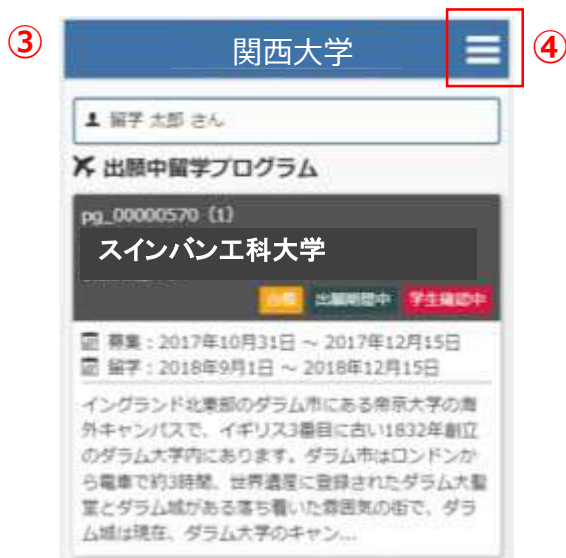 ③
関西大学
④
留学 太郎 さん
出願中留学プログラム
pg_00000570 (1)
スインバン工科大学
出願期間中 学生確認中
募集：2017年10月31日 ～ 2017年12月15日
留学：2018年9月1日 ～ 2018年12月15日
イングランド北東部のダラム市にある帝京大学の海
外キャンパスで、イギリス3番目に古い1832年創立
のダラム大学内にあります。ダラム市はロンドンか
ら電車で約3時間、世界遺産に登録されたダラム大聖
堂とダラム城がある落ち着いた雰囲気の街で、ダラ
ム城は現在、ダラム大学のキャン...